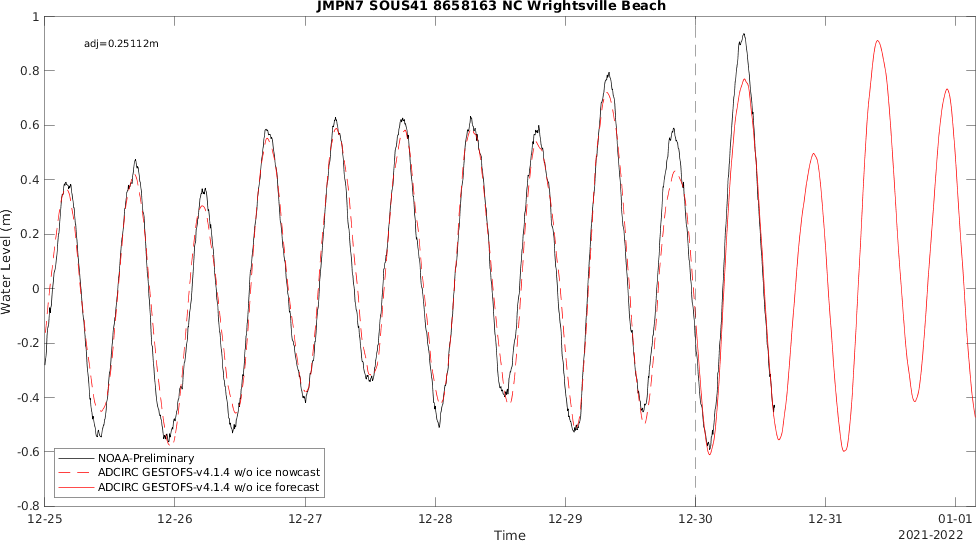 JMPN7 SOUS41 8658163 NC Wrightsville Beach
adj=0.25112m
Water Level (m)
1
0.8
0.6
0.4
0.2
0
-0.2
-0.4
-0.6
-0.8
NOAA-Preliminary
ADCIRC GESTOFS-v4.1.4 w/o ice nowcast
ADCIRC GESTOFS-v4.1.4 w/o ice forecast
12-25 12-26 12-27 12-28 12-29 12-30 12-31 01-01
Time
2021-2022